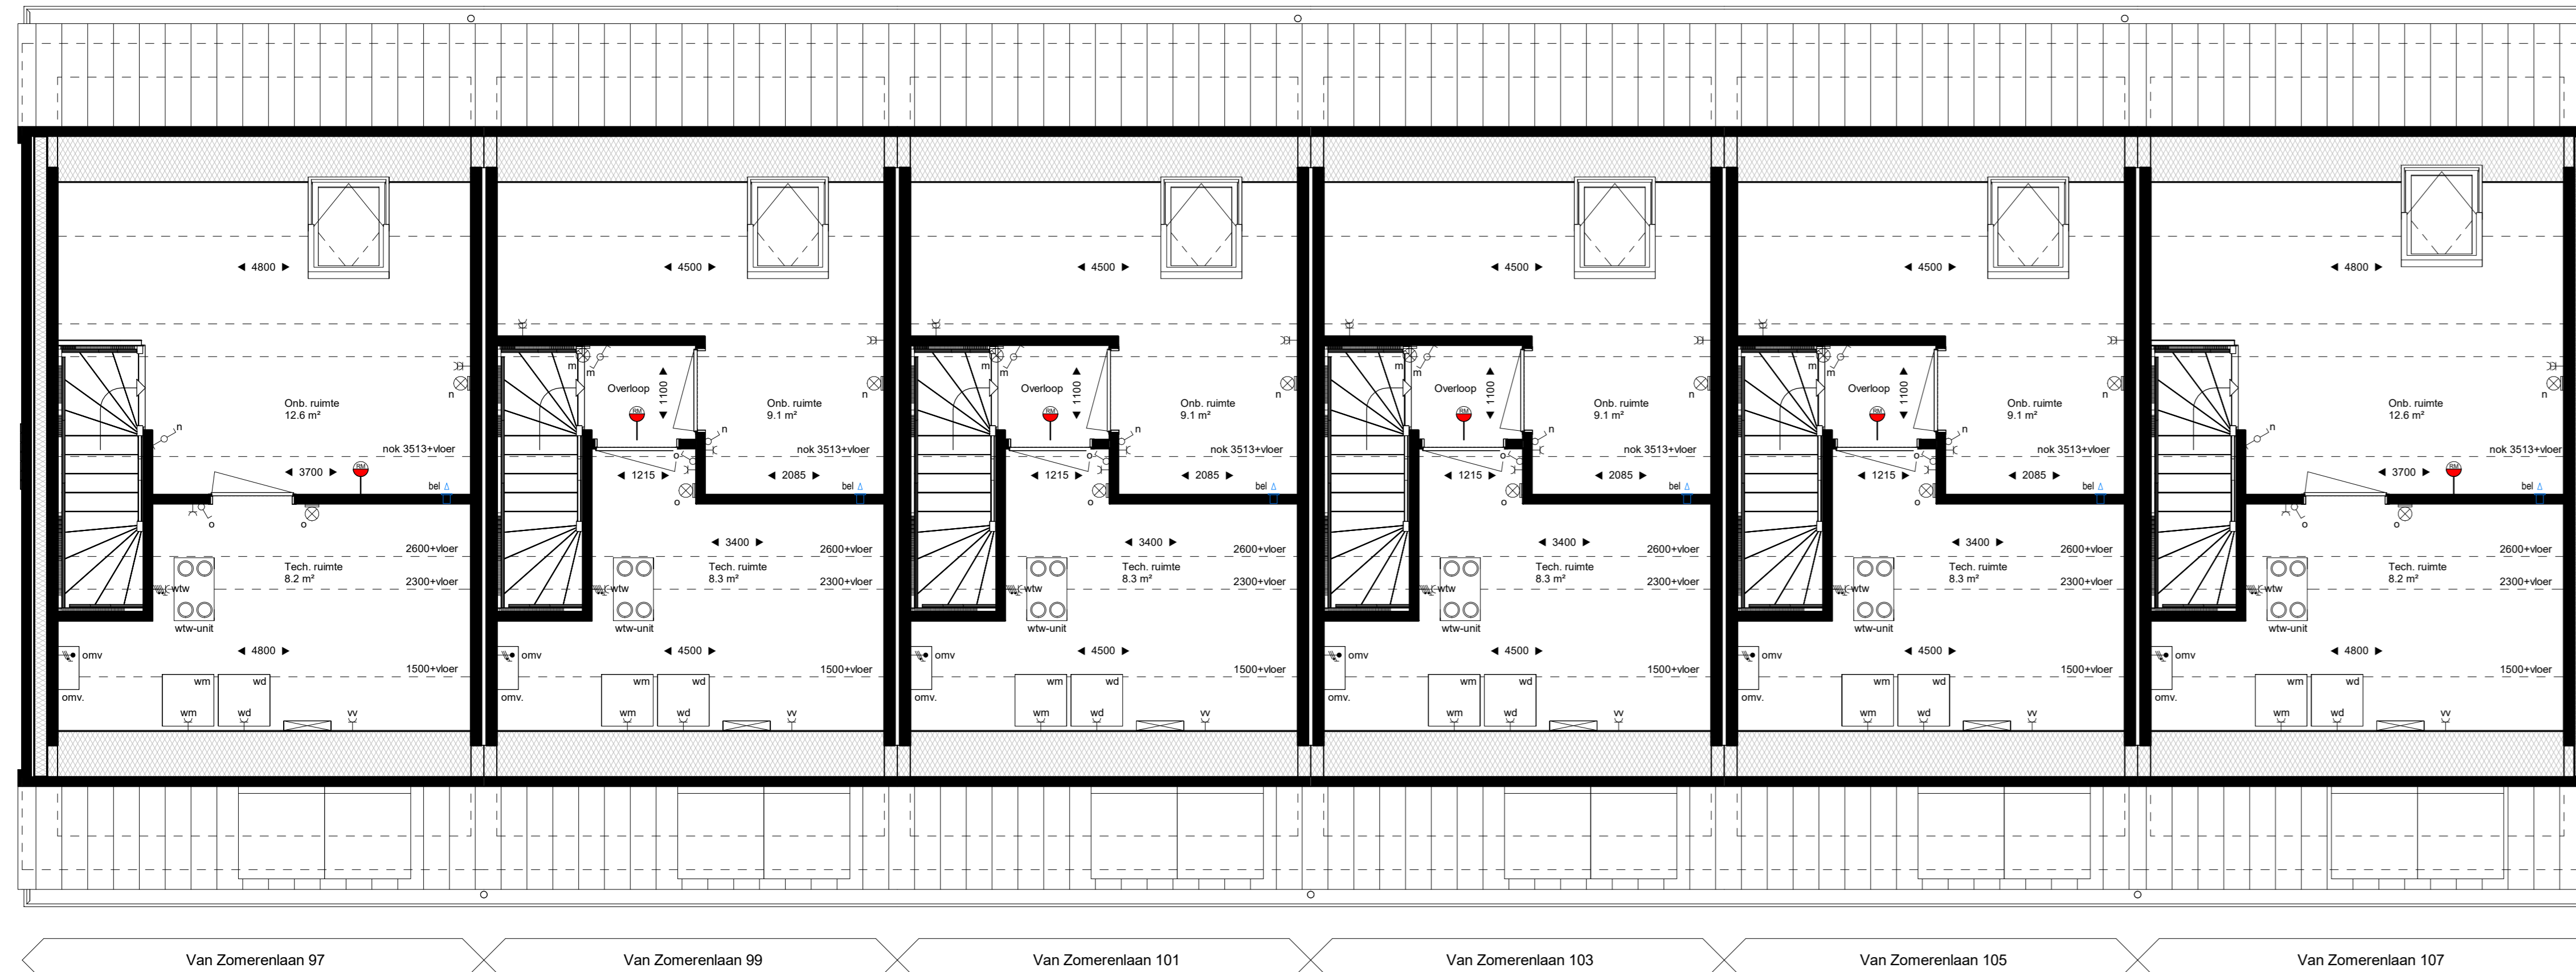 4800
Onb. ruimte
12.6 m²
n
n
nok 3513+vloer
3700
RM
bel
o
o
2600+vloer
Tech. ruimte
8.2 m²
2300+vloer
wtw
wtw-unit
4800
omv
omv.
1500+vloer
wm
wd
wm
wd
vv
4500
m
m
Overloop
1100
RM
Onb. ruimte
9.1 m²
n
n
nok 3513+vloer
o
1215
2085
bel
o
3400
2600+vloer
Tech. ruimte
8.3 m²
2300+vloer
wtw
wtw-unit
4500
omv
omv.
1500+vloer
wm
wd
wm
wd
vv
4500
m
m
Overloop
1100
RM
Onb. ruimte
9.1 m²
n
n
nok 3513+vloer
o
1215
2085
bel
o
3400
2600+vloer
Tech. ruimte
8.3 m²
2300+vloer
wtw
wtw-unit
4500
omv
omv.
1500+vloer
wm
wd
wm
wd
vv
4500
m
m
Overloop
1100
RM
Onb. ruimte
9.1 m²
n
n
nok 3513+vloer
o
1215
2085
bel
o
3400
2600+vloer
Tech. ruimte
8.3 m²
2300+vloer
wtw
wtw-unit
4500
omv
omv.
1500+vloer
wm
wd
wm
wd
vv
4500
m
m
Overloop
1100
RM
Onb. ruimte
9.1 m²
n
n
nok 3513+vloer
o
1215
2085
bel
o
3400
2600+vloer
Tech. ruimte
8.3 m²
2300+vloer
wtw
wtw-unit
4500
omv
omv.
1500+vloer
wm
wd
wm
wd
vv
4800
Onb. ruimte
12.6 m²
n
n
nok 3513+vloer
3700
RM
bel
o
o
2600+vloer
Tech. ruimte
8.2 m²
2300+vloer
wtw
wtw-unit
4800
omv
omv.
1500+vloer
wm
wd
wm
wd
vv
Van Zomerenlaan 97
Van Zomerenlaan 99
Van Zomerenlaan 101
Van Zomerenlaan 103
Van Zomerenlaan 105
Van Zomerenlaan 107